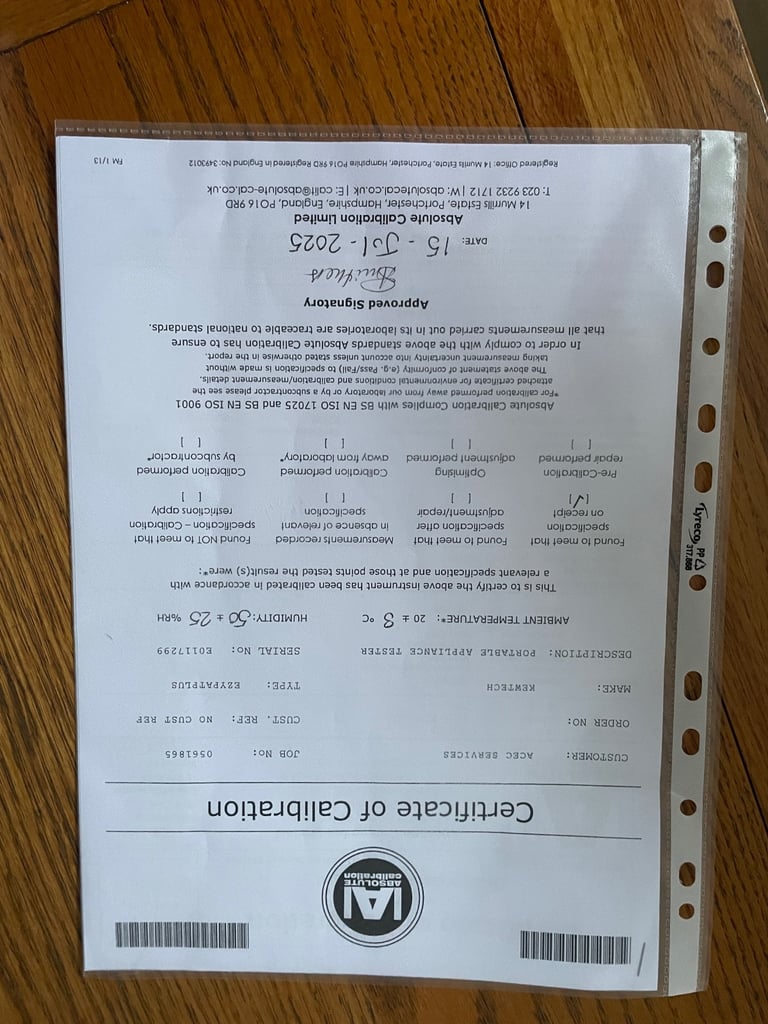 IAI
ABSOLUTE
calibration
Certificate of Calibration
CUSTOMER: ACEC SERVICES JOB No: 0561865
ORDER NO: CUST. REF: NO CUST REF
MAKE: KEWTECH TYPE: EZYPATPLUS
DESCRIPTION: PORTABLE APPLIANCE TESTER SERIAL No: E0117299
AMBIENT TEMPERATURE*: 20 ± 3 °C HUMIDITY: 50 ± 25 %RH
This is to certify the above instrument has been calibrated in accordance with
a relevant specification and at those points tested the result(s) were*:
Found to meet that specification on receipt
[✓]
Found to meet that specification after adjustment/repair
[ ]
Measurements recorded in absence of relevant specification
[ ]
Found NOT to meet that specification – Calibration restrictions apply
[ ]
Pre-Calibration repair performed
[ ]
Optimising adjustment performed
[ ]
Calibration performed away from laboratory*
[ ]
Calibration performed by subcontractor*
[ ]
Absolute Calibration Complies with BS EN ISO 17025 and BS EN ISO 9001
*For calibration performed away from our laboratory or by a subcontractor please see the
attached certificate for environmental conditions and calibration/measurement details.
The above statement of conformity (e.g. Pass/Fail) to specification is made without
taking measurement uncertainty into account unless stated otherwise in the report.
In order to comply with the above standards Absolute Calibration has to ensure
that all measurements carried out in its laboratories are traceable to national standards.
Approved Signatory
DATE: 15 - Jul - 2025
Absolute Calibration Limited
14 Murrills Estate, Portchester, Hampshire, England, PO16 9RD
T: 023 9232 1712 | W: absolutecal.co.uk | E: callit@absolute-cal.co.uk
Registered Office: 14 Murrills Estate, Portchester, Hampshire PO16 9RD Registered in England No: 3493012
FM 1/13
Lyreco PP
317.888